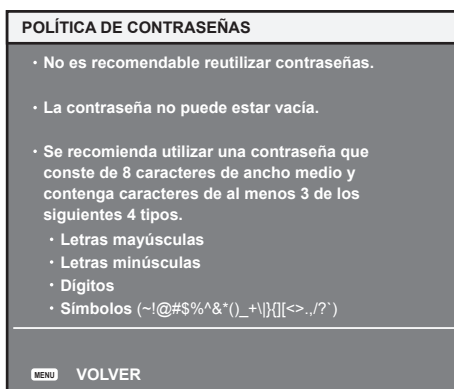 POLÍTICA DE CONTRASEÑAS
• No es recomendable reutilizar contraseñas.
• La contraseña no puede estar vacía.
• Se recomienda utilizar una contraseña que
conste de 8 caracteres de ancho medio y
contenga caracteres de al menos 3 de los
siguientes 4 tipos.
• Letras mayúsculas
• Letras minúsculas
• Dígitos
• Símbolos (~!@#$%^&*()_+\|}{][<>.,/?`)
MENU VOLVER